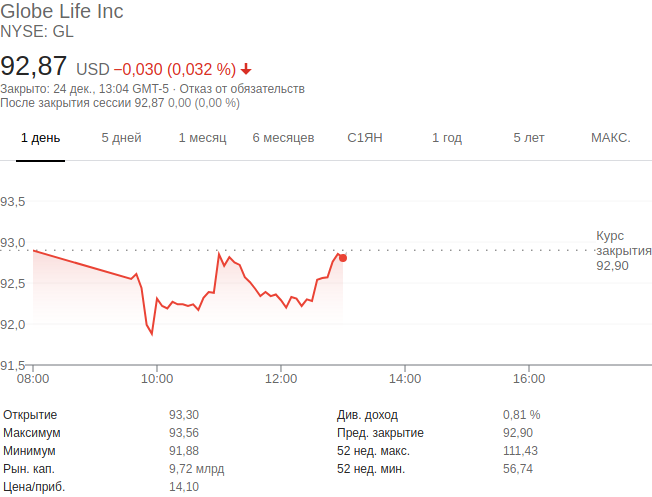 Globe Life Inc
NYSE: GL
92,87 USD −0,030 (0,032 %)
Закрыто: 24 дек., 13:04 GMT-5 · Отказ от обязательств
После закрытия сессии 92,87 0,00 (0,00 %)
1 день 5 дней 1 месяц 6 месяцев С1ЯН 1 год 5 лет МАКС.
93,5
93,0
92,5
92,0
91,5
Курс
закрытия
92,90
08:00 10:00 12:00 14:00 16:00
Открытие 93,30 Див. доход 0,81 %
Максимум 93,56 Пред. закрытие 92,90
Минимум 91,88 52 нед. макс. 111,43
Рын. кап. 9,72 млрд 52 нед. мин. 56,74
Цена/приб. 14,10